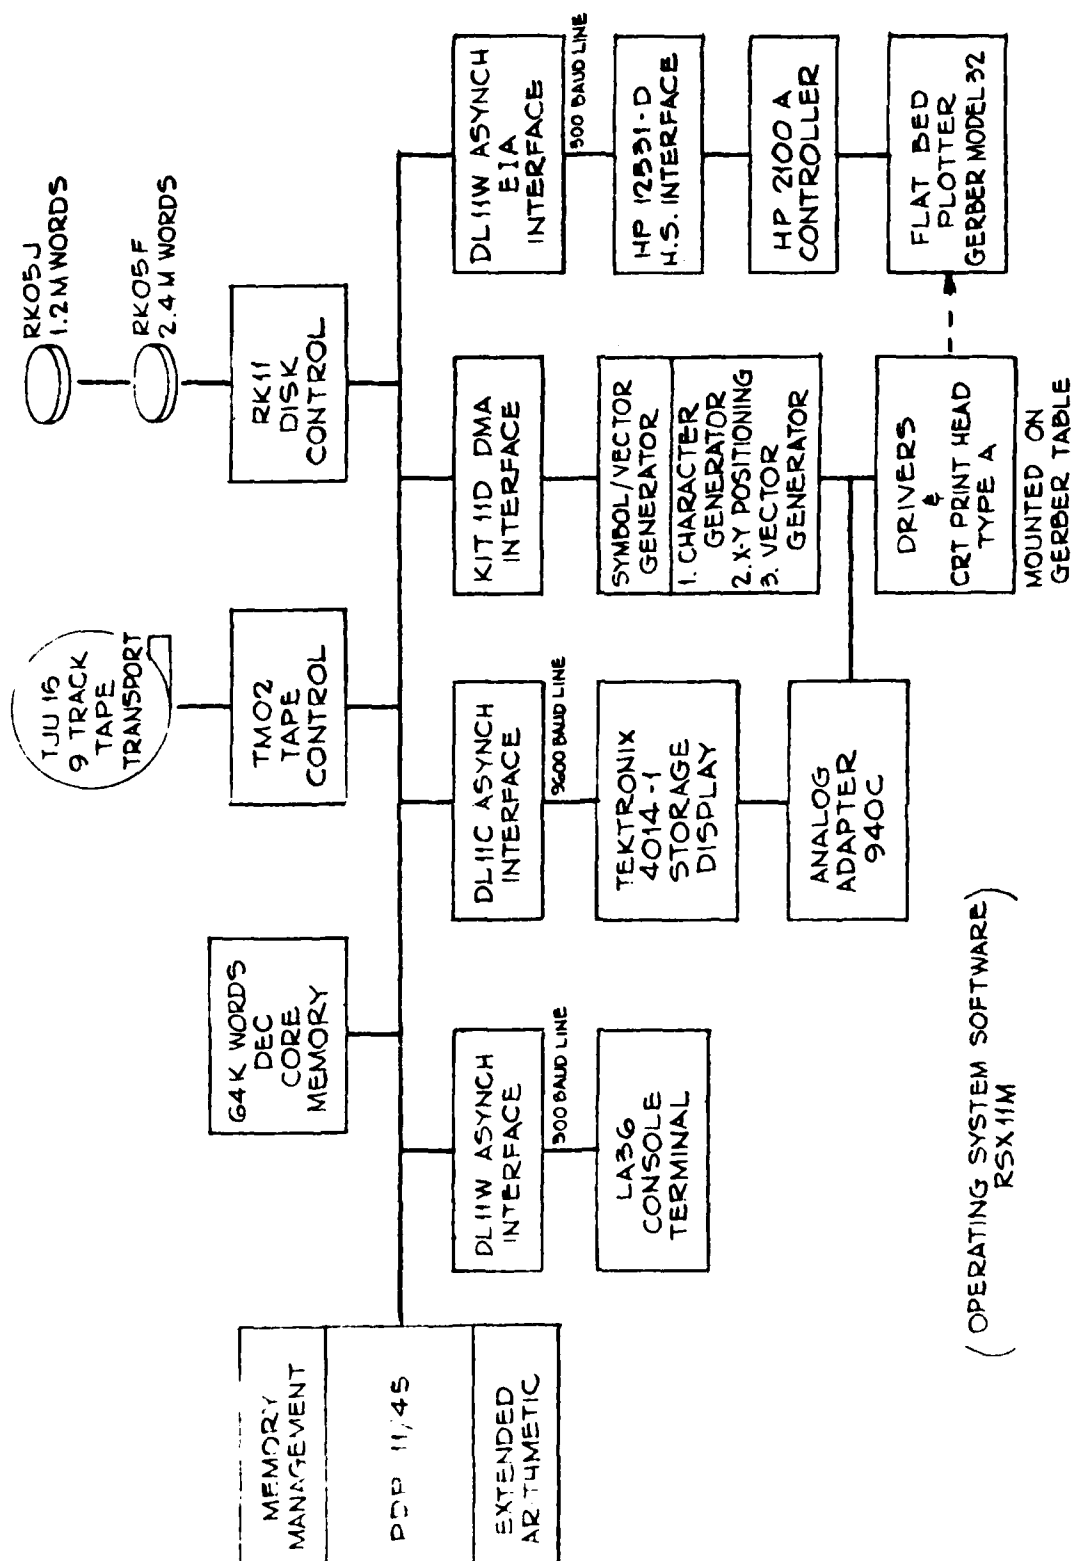 MEMORY
MANAGEMENT
PDP 11/45
EXTENDED
ARITHMETIC
64K WORDS
DEC
CORE
MEMORY
TJU 16
9 TRACK
TAPE
TRANSPORT
TM02
TAPE
CONTROL
RK05J
1.2M WORDS
RK05F
2.4M WORDS
RK11
DISK
CONTROL
DL11W ASYNCH
INTERFACE
300 BAUD LINE
LA36
CONSOLE
TERMINAL
DL11C ASYNCH
INTERFACE
9600 BAUD LINE
TEKTRONIX
4014-1
STORAGE
DISPLAY
ANALOG
ADAPTER
940C
KIT 11D DMA
INTERFACE
SYMBOL/VECTOR
GENERATOR
1. CHARACTER
GENERATOR
2. X-Y POSITIONING
3. VECTOR
GENERATOR
DRIVERS
&
CRT PRINT HEAD
TYPE A
MOUNTED ON
GERBER TABLE
DL11W ASYNCH
EIA
INTERFACE
300 BAUD LINE
HP 12531-D
H.S. INTERFACE
HP 2100A
CONTROLLER
FLAT BED
PLOTTER
GERBER MODEL 32
(OPERATING SYSTEM SOFTWARE)
RSX11M